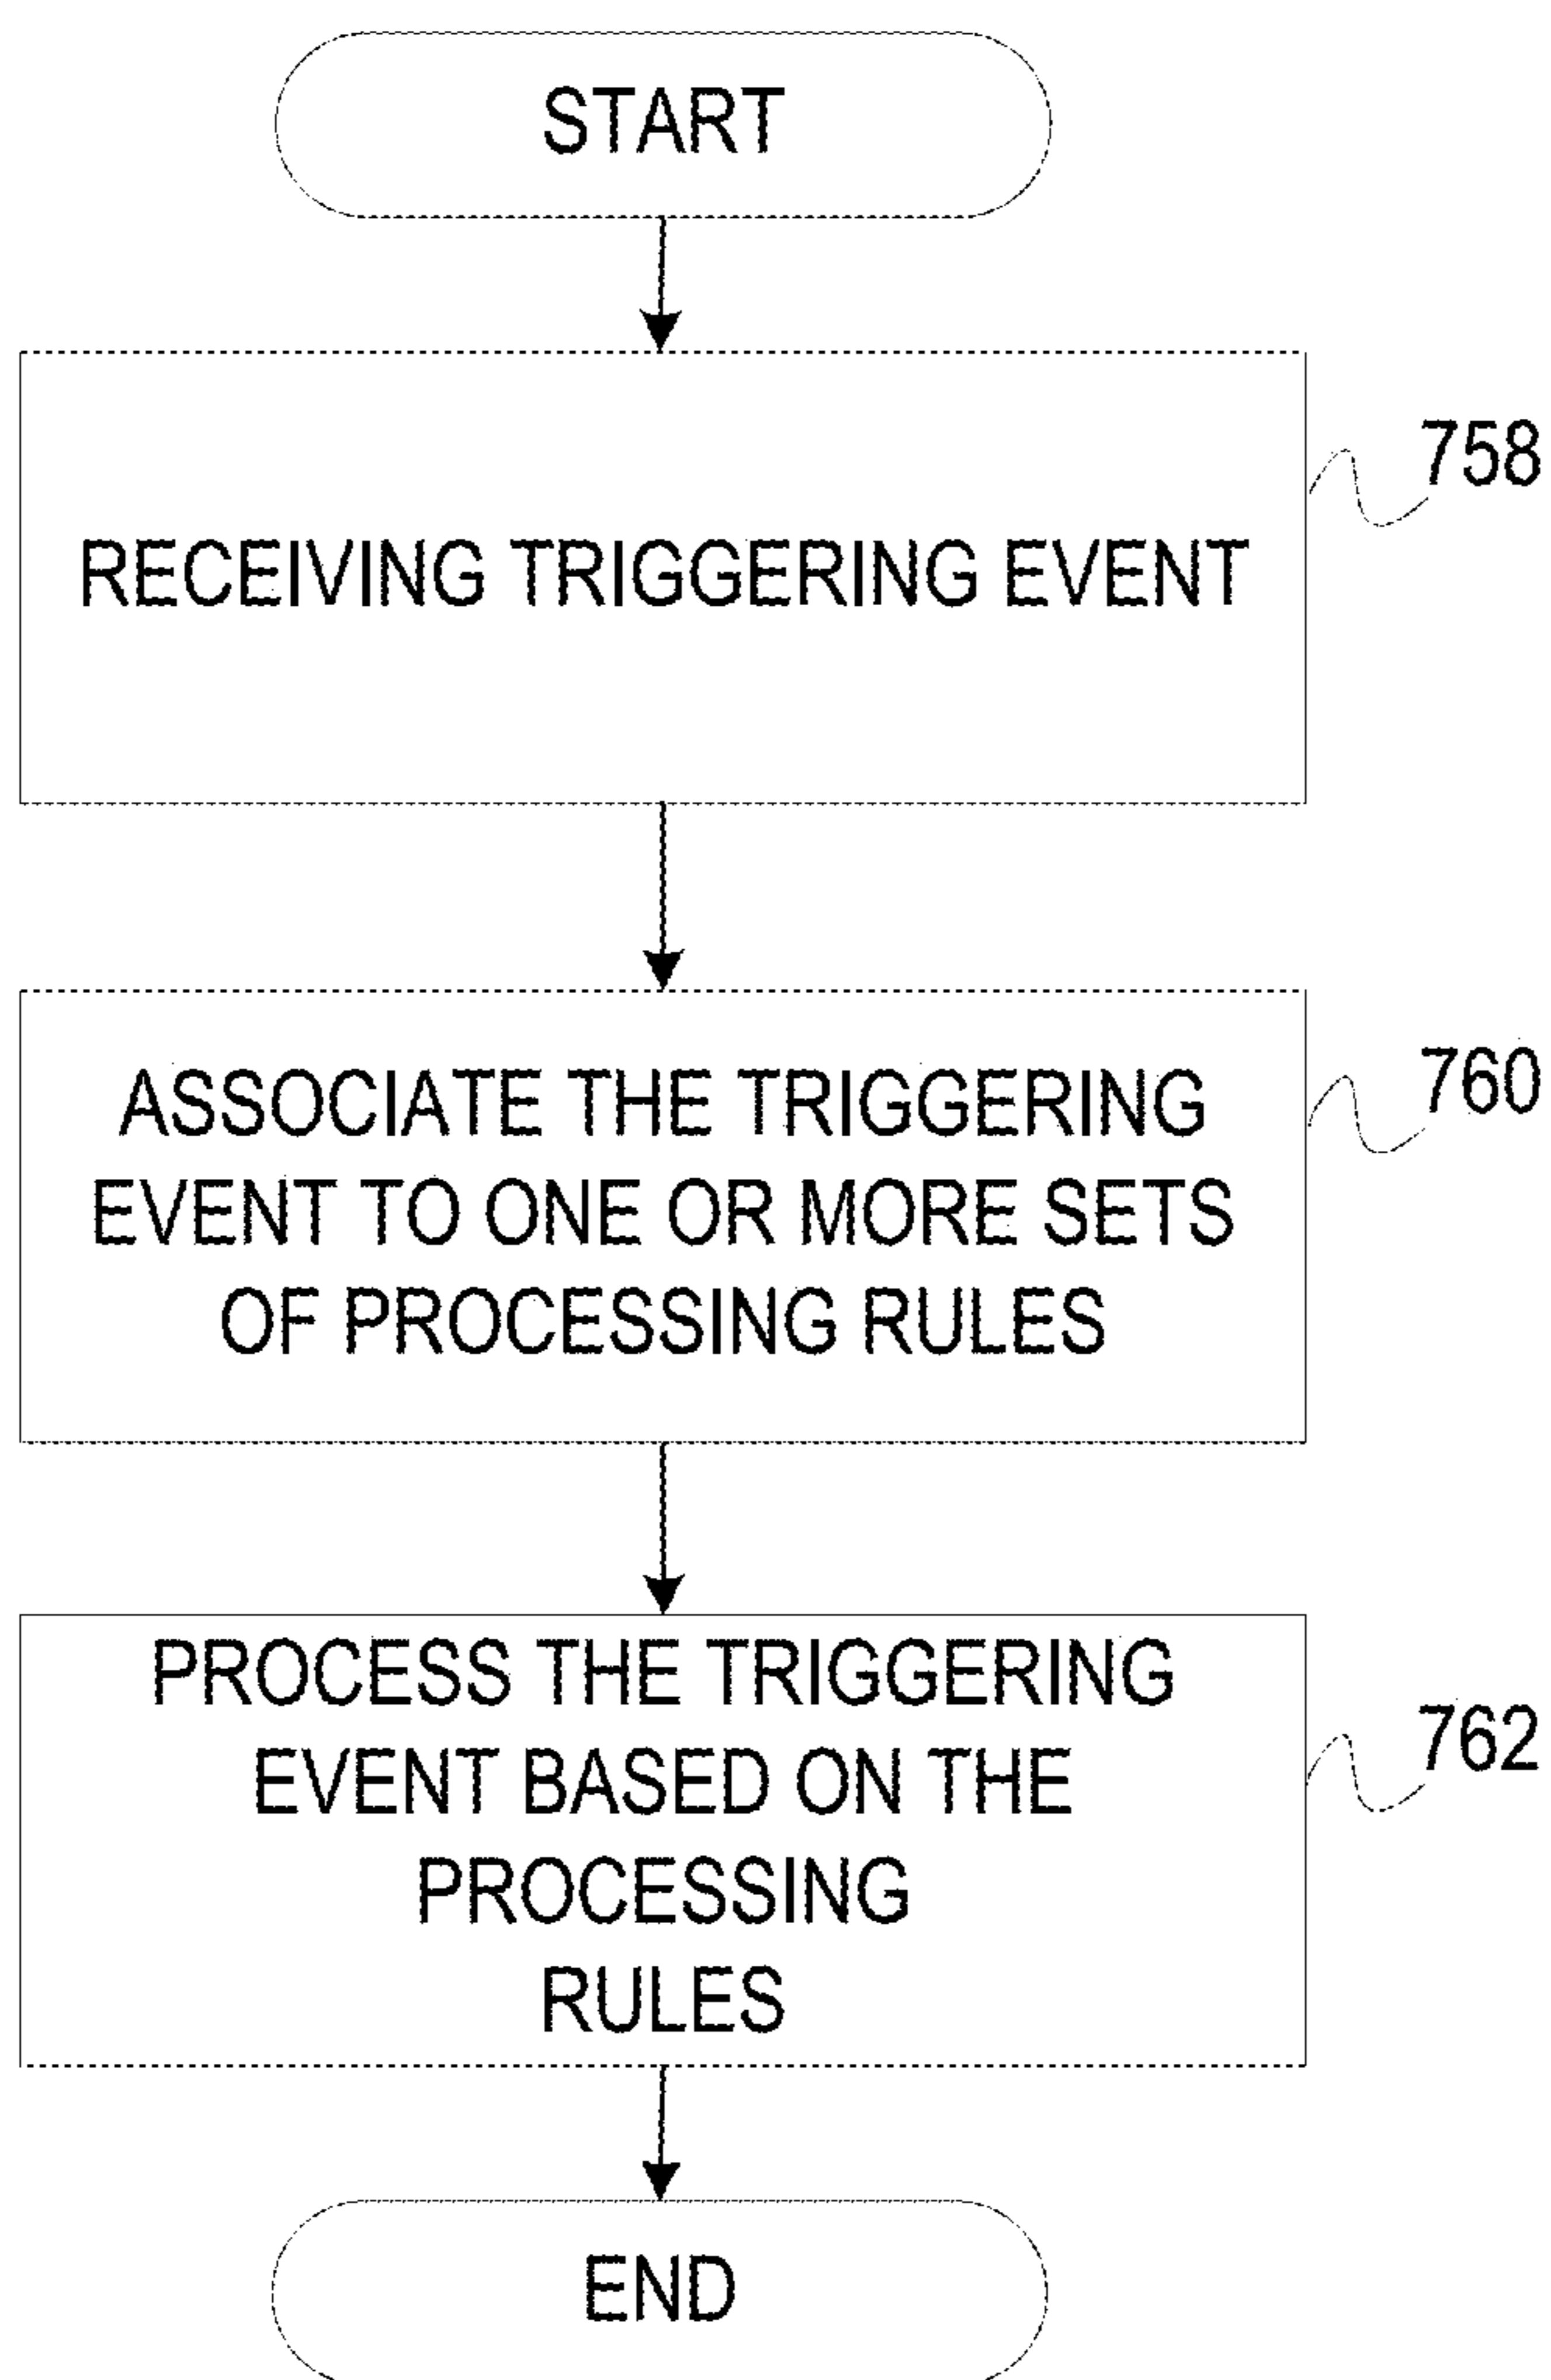 START
758
RECEIVING TRIGGERING EVENT
760
ASSOCIATE THE TRIGGERING
EVENT TO ONE OR MORE SETS
OF PROCESSING RULES
762
PROCESS THE TRIGGERING
EVENT BASED ON THE
PROCESSING
RULES
END